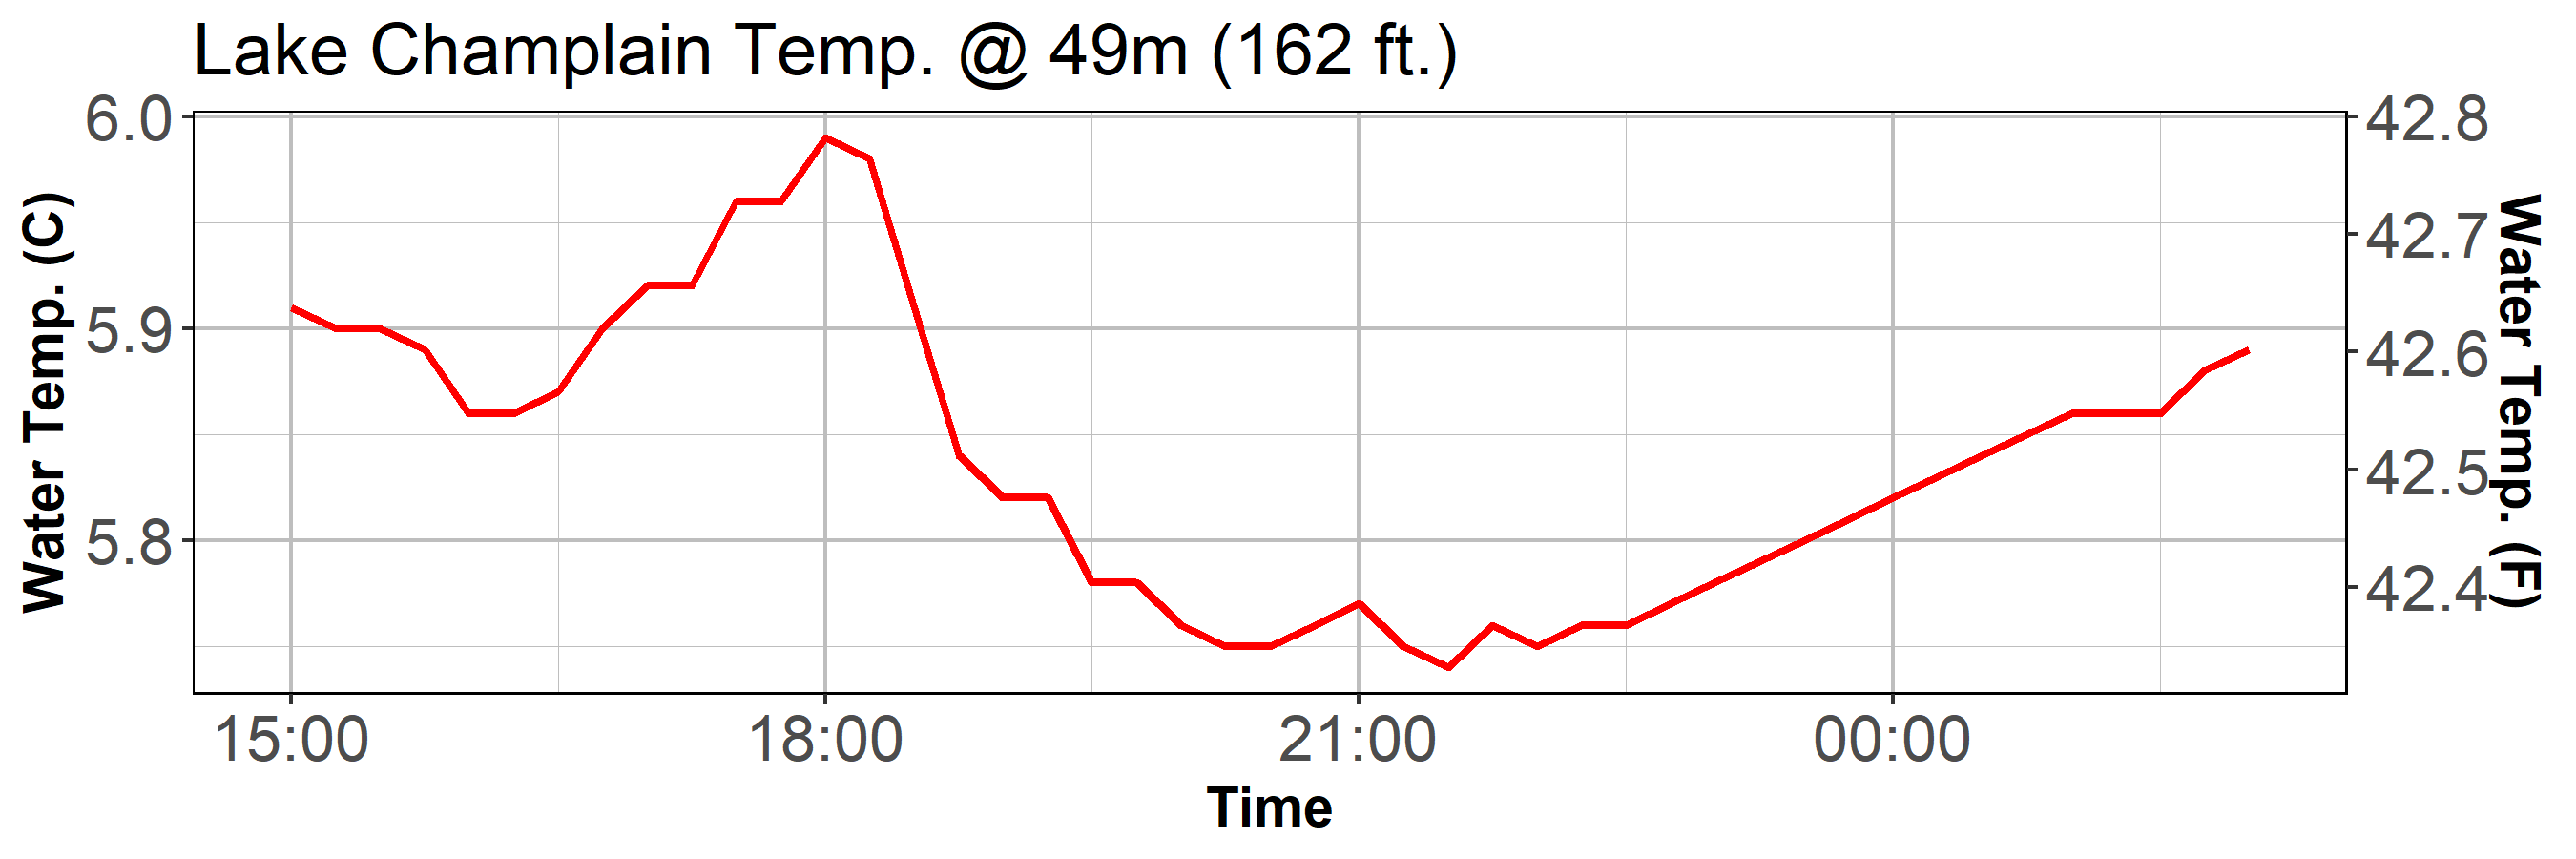 Lake Champlain Temp. @ 49m (162 ft.)
6.0
5.9
5.8
Water Temp. (C)
42.8
42.7
42.6
42.5
42.4
Water Temp. (F)
15:00 18:00 21:00 00:00
Time